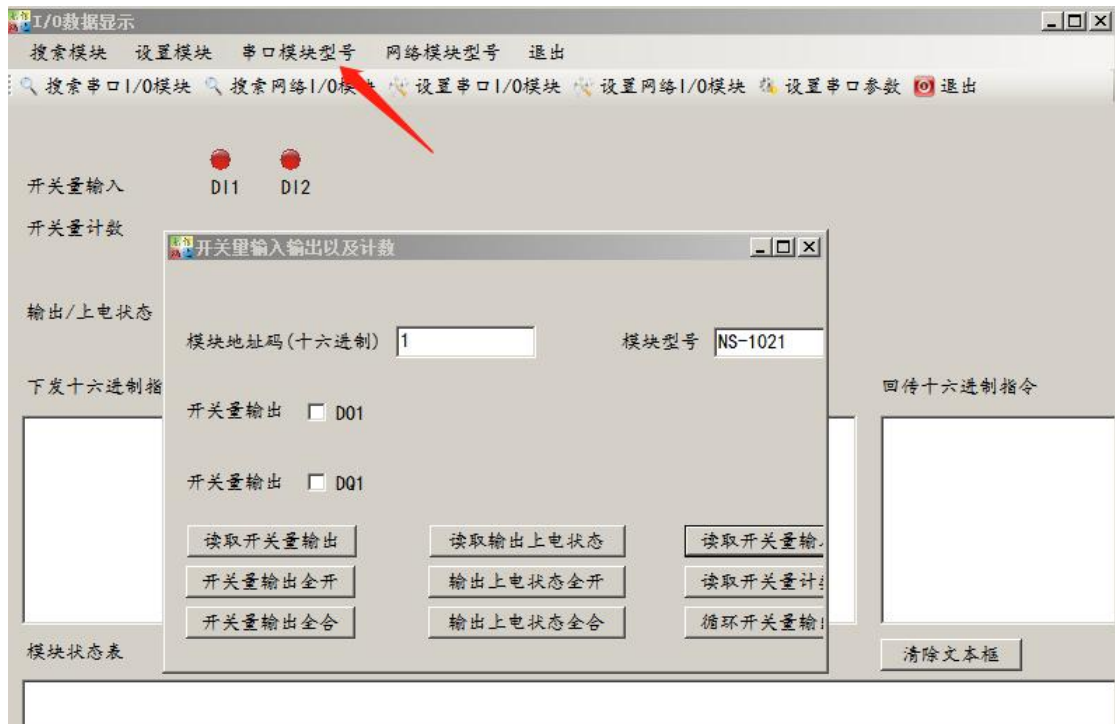 I/O数据显示
搜索模块 设置模块 串口模块型号 网络模块型号 退出
搜索串口I/O模块 搜索网络I/O模块 设置串口I/O模块 设置网络I/O模块 设置串口参数 退出
开关量输入 DI1 DI2
开关量计数
开关里输入输出以及计数
输出/上电状态
模块地址码(十六进制) 1 模块型号 NS-1021
下发十六进制指 回传十六进制指令
开关量输出 DO1
开关量输出 DQ1
读取开关量输出 读取输出上电状态 读取开关量输
开关量输出全开 输出上电状态全开 读取开关量计
开关量输出全合 输出上电状态全合 循环开关量输
模块状态表 清除文本框